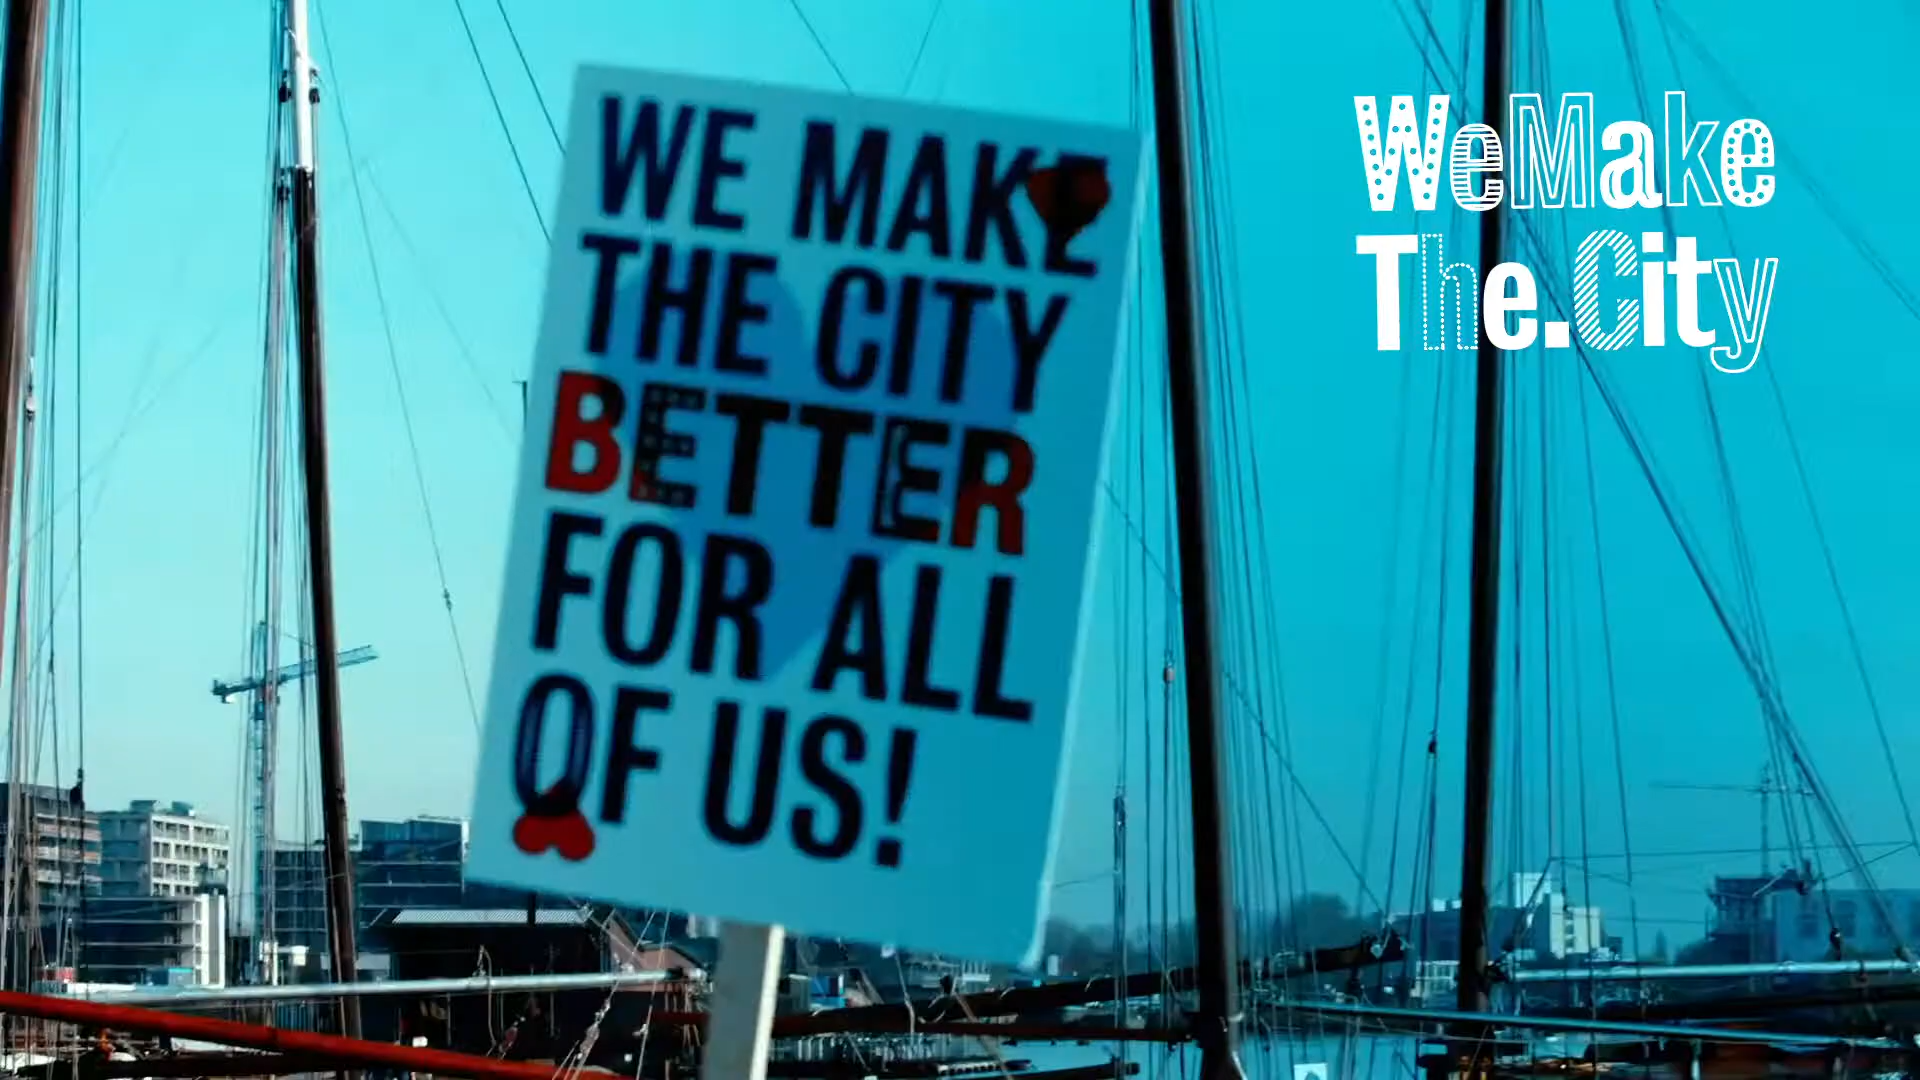 WE MAKE
THE CITY
BETTER
FOR ALL
OF US!
WeMake
The.City